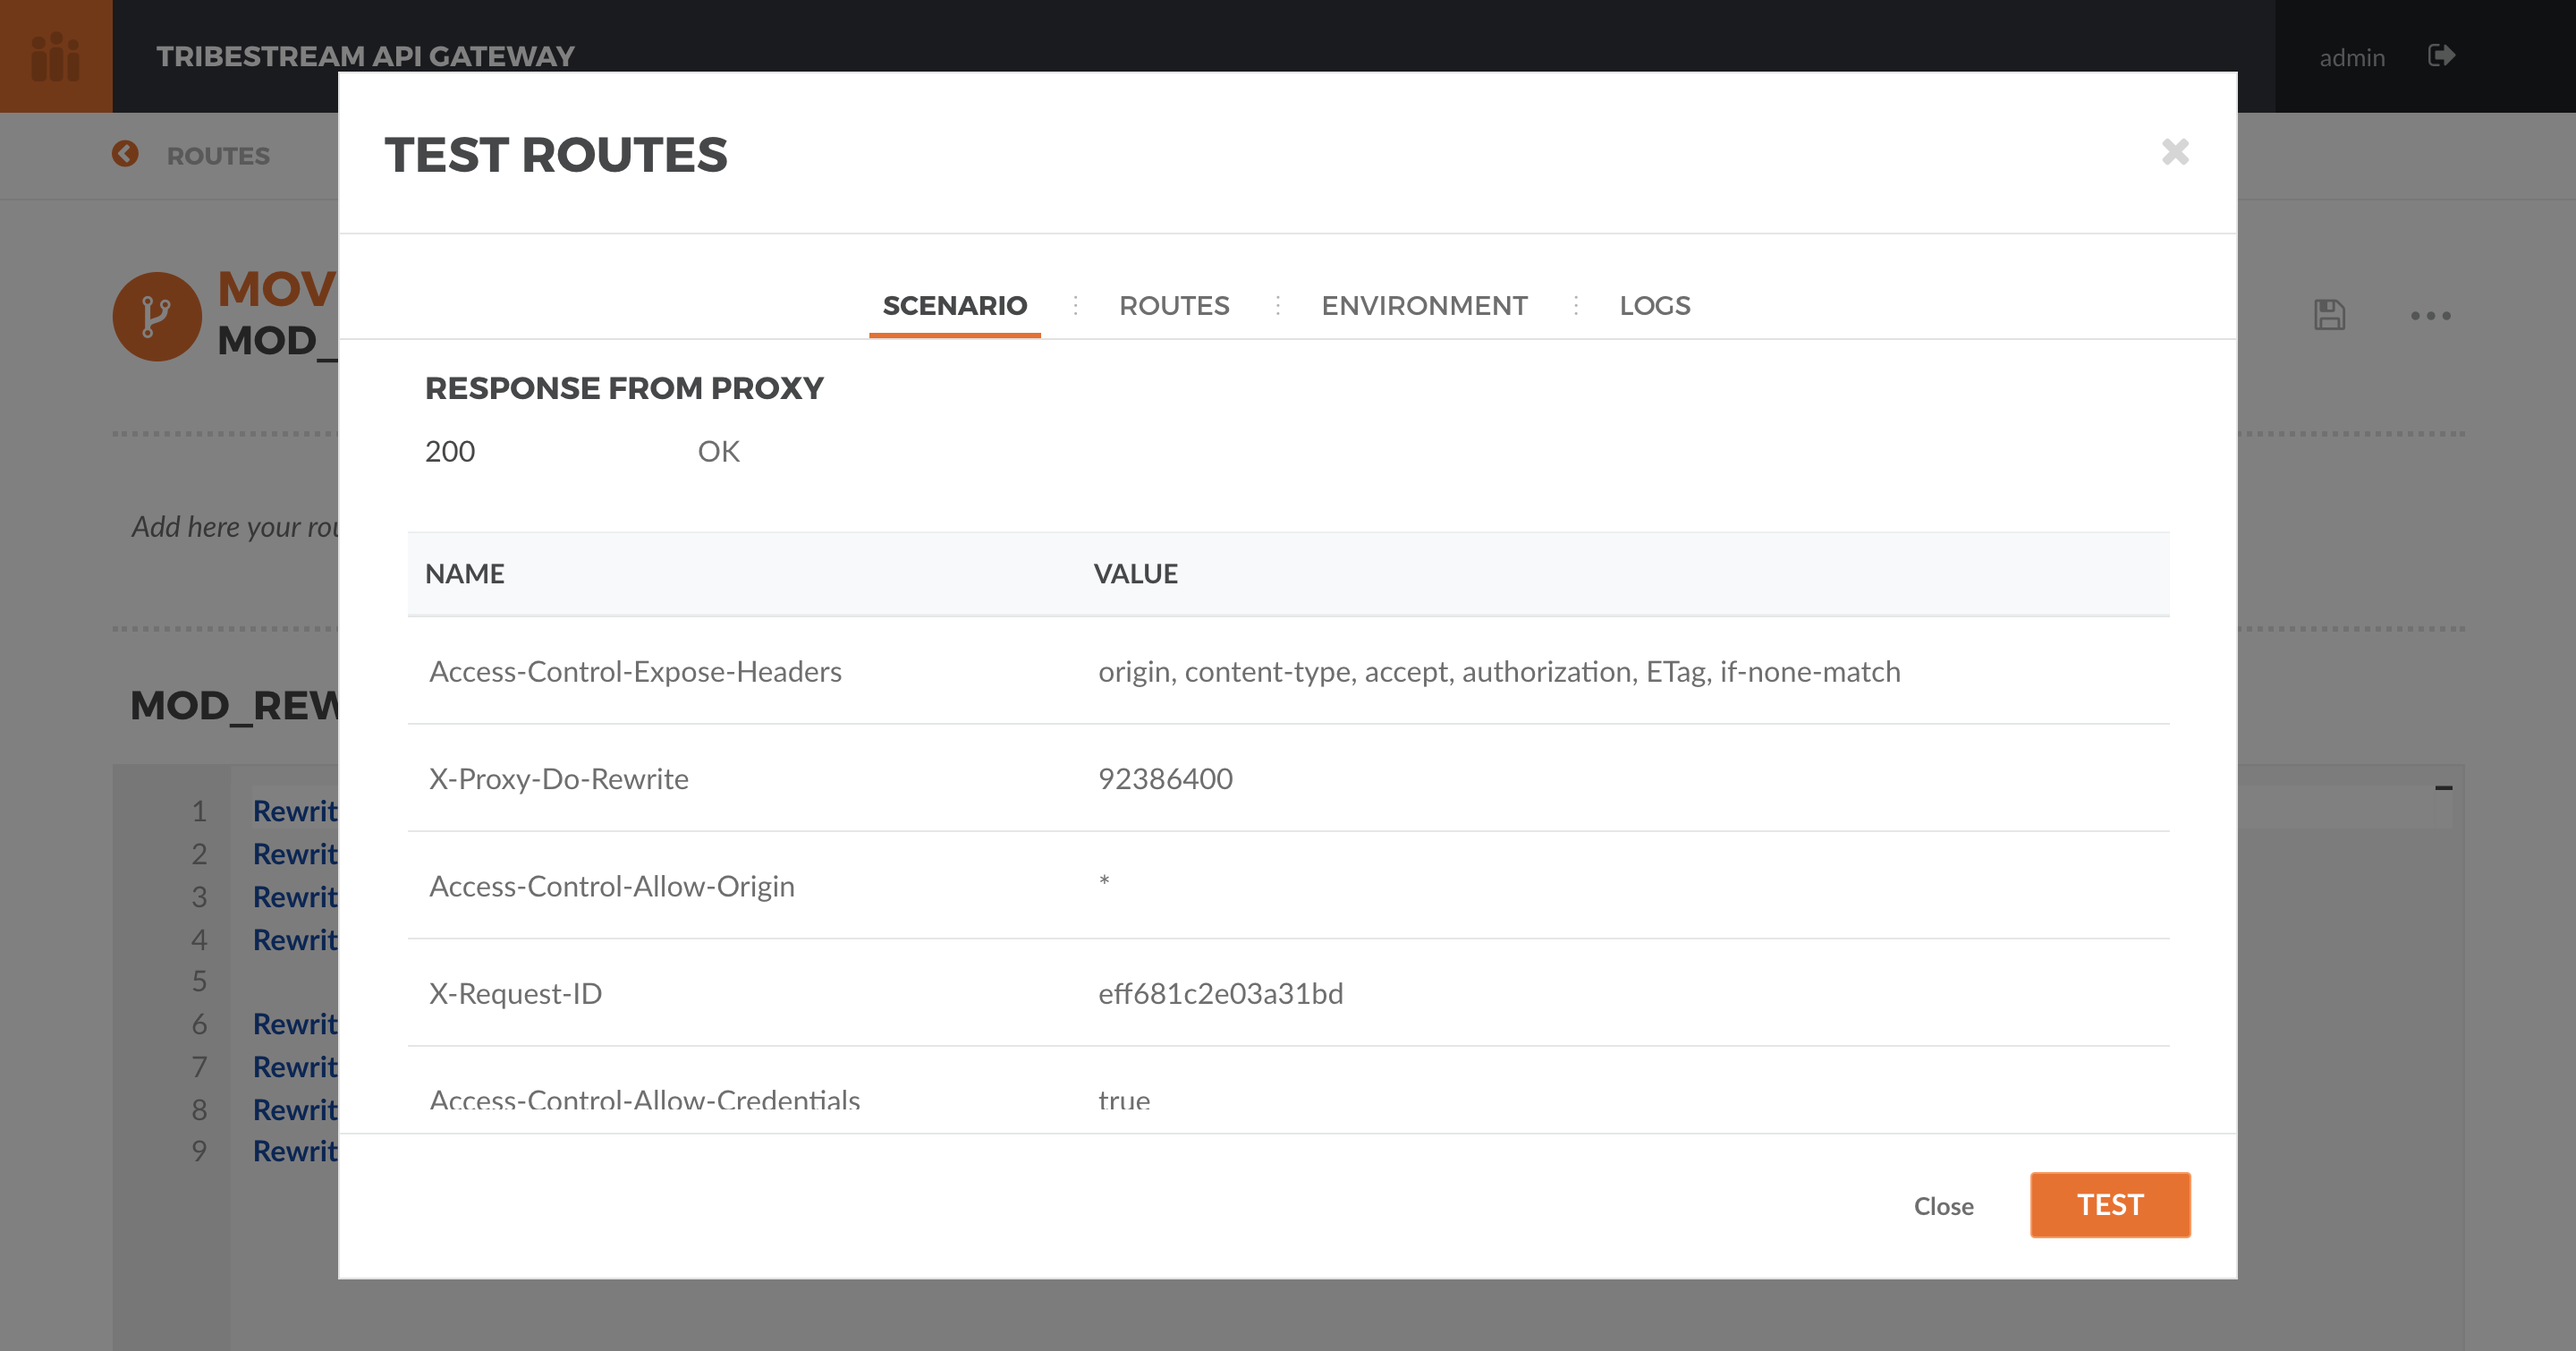 TRIBESTREAM API GATEWAY
admin
ROUTES
TEST ROUTES
MOV
MOD_
SCENARIO ROUTES ENVIRONMENT LOGS
RESPONSE FROM PROXY
200 OK
Add here your rou
NAME VALUE
Access-Control-Expose-Headers origin, content-type, accept, authorization, ETag, if-none-match
MOD_REW
X-Proxy-Do-Rewrite 92386400
1 Rewrit
2 Rewrit
Access-Control-Allow-Origin *
3 Rewrit
4 Rewrit
5
X-Request-ID eff681c2e03a31bd
6 Rewrit
7 Rewrit
Access-Control-Allow-Credentials true
8 Rewrit
9 Rewrit
Close TEST